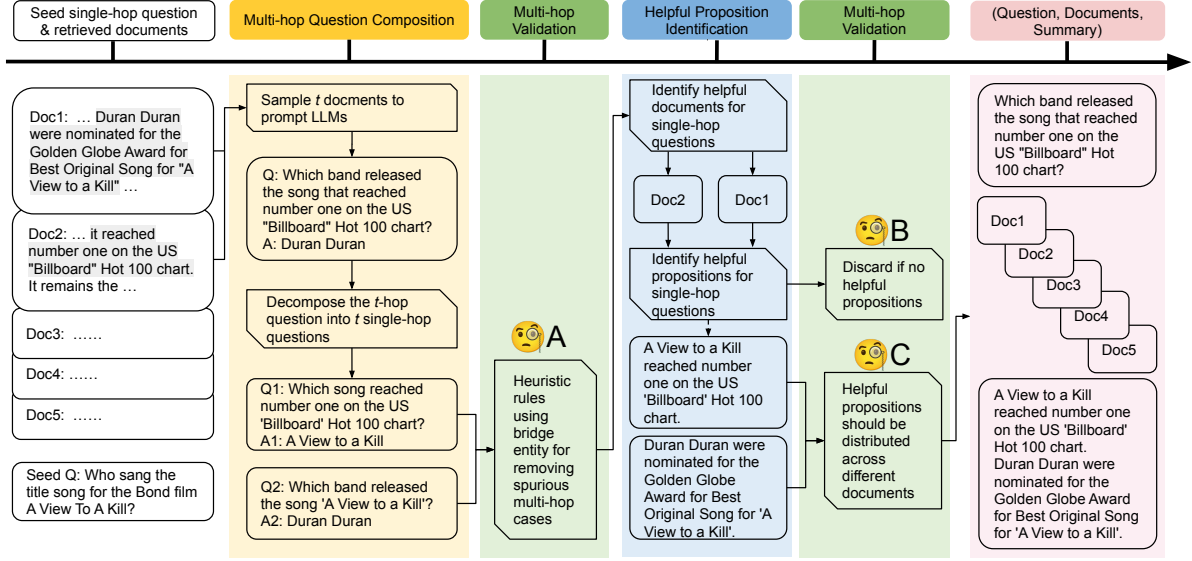 Seed single-hop question
& retrieved documents
Multi-hop Question Composition
Multi-hop
Validation
Helpful Proposition
Identification
Multi-hop
Validation
(Question, Documents,
Summary)
Doc1: … Duran Duran
were nominated for the
Golden Globe Award for
Best Original Song for "A
View to a Kill" …
Doc2: … it reached
number one on the US
"Billboard" Hot 100 chart.
It remains the …
Doc3: ……
Doc4: ……
Doc5: ……
Seed Q: Who sang the
title song for the Bond film
A View To A Kill?
Sample t docments to
prompt LLMs
Q: Which band released
the song that reached
number one on the US
"Billboard" Hot 100 chart?
A: Duran Duran
Decompose the t-hop
question into t single-hop
questions
Q1: Which song reached
number one on the US
'Billboard' Hot 100 chart?
A1: A View to a Kill
Q2: Which band released
the song 'A View to a Kill'?
A2: Duran Duran
A
Heuristic
rules
using
bridge
entity for
removing
spurious
multi-hop
cases
Identify helpful
documents for
single-hop
questions
Doc2
Doc1
Identify helpful
propositions for
single-hop
questions
A View to a Kill
reached number
one on the US
'Billboard' Hot 100
chart.
Duran Duran were
nominated for the
Golden Globe
Award for Best
Original Song for 'A
View to a Kill'.
B
Discard if no
helpful
propositions
C
Helpful
propositions
should be
distributed
across
different
documents
Which band released
the song that reached
number one on the
US "Billboard" Hot
100 chart?
Doc1
Doc2
Doc3
Doc4
Doc5
A View to a Kill
reached number one
on the US 'Billboard'
Hot 100 chart.
Duran Duran were
nominated for the
Golden Globe Award
for Best Original Song
for 'A View to a Kill'.